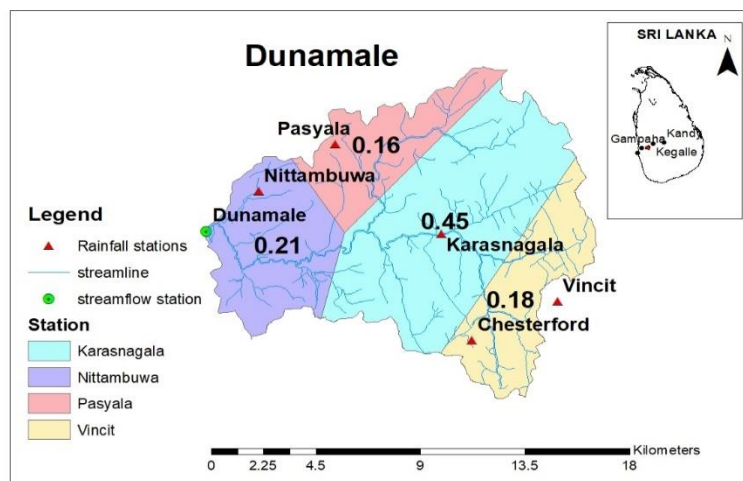 Dunamale
SRI LANKA
N
Kandy
Gampaha
Kegalle
Pasyala
0.16
Nittambuwa
Dunamale
0.21
0.45
Karasnagala
Vincit
0.18
Chesterford
Legend
Rainfall stations
streamline
streamflow station
Station
Karasnagala
Nittambuwa
Pasyala
Vincit
Kilometers
0 2.25 4.5 9 13.5 18